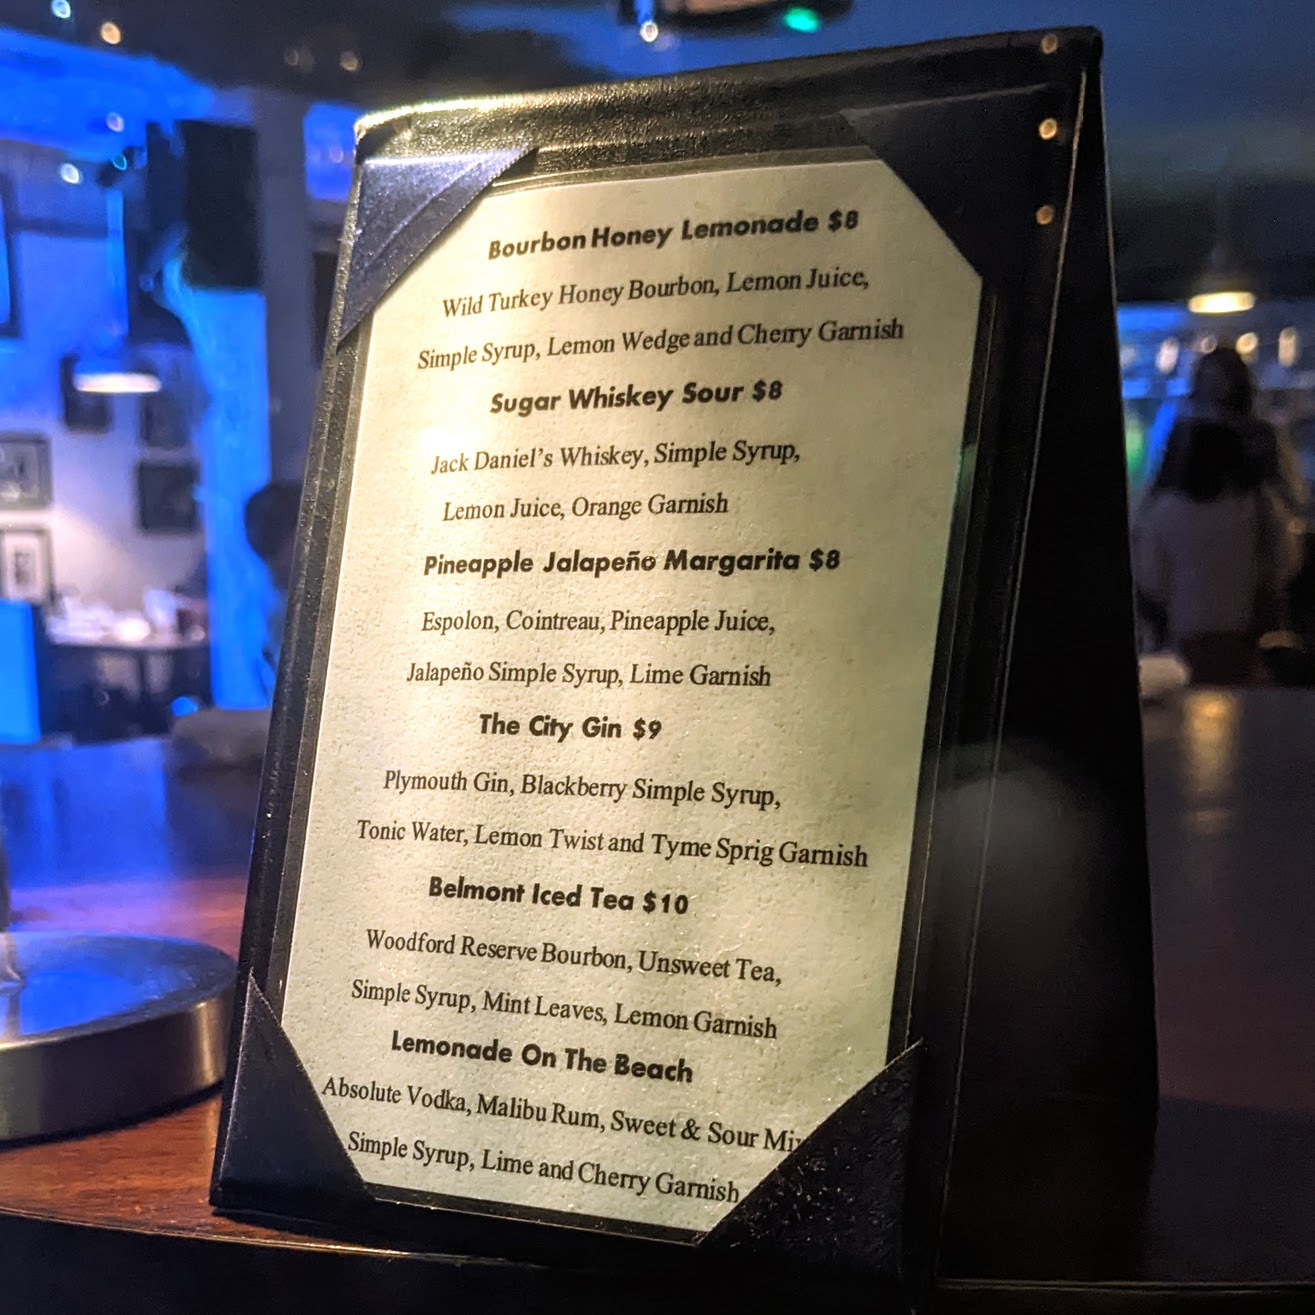 Bourbon Honey Lemonade $8
Wild Turkey Honey Bourbon, Lemon Juice,
Simple Syrup, Lemon Wedge and Cherry Garnish
Sugar Whiskey Sour $8
Jack Daniel's Whiskey, Simple Syrup,
Lemon Juice, Orange Garnish
Pineapple Jalapeño Margarita $8
Espolon, Cointreau, Pineapple Juice,
Jalapeño Simple Syrup, Lime Garnish
The City Gin $9
Plymouth Gin, Blackberry Simple Syrup,
Tonic Water, Lemon Twist and Tyme Sprig Garnish
Belmont Iced Tea $10
Woodford Reserve Bourbon, Unsweet Tea,
Simple Syrup, Mint Leaves, Lemon Garnish
Lemonade On The Beach
Absolute Vodka, Malibu Rum, Sweet & Sour
Simple Syrup, Lime and Cherry Garnish